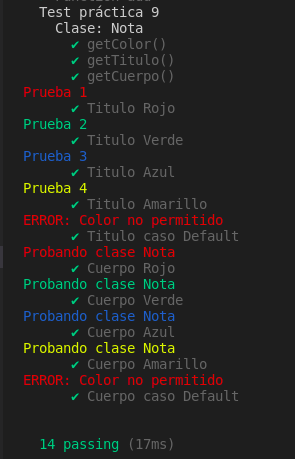 Test práctica 9
Clase: Nota
✔ getColor()
✔ getTitulo()
✔ getCuerpo()
Prueba 1
✔ Titulo Rojo
Prueba 2
✔ Titulo Verde
Prueba 3
✔ Titulo Azul
Prueba 4
✔ Titulo Amarillo
ERROR: Color no permitido
✔ Titulo caso Default
Probando clase Nota
✔ Cuerpo Rojo
Probando clase Nota
✔ Cuerpo Verde
Probando clase Nota
✔ Cuerpo Azul
Probando clase Nota
✔ Cuerpo Amarillo
ERROR: Color no permitido
✔ Cuerpo caso Default
14 passing (17ms)